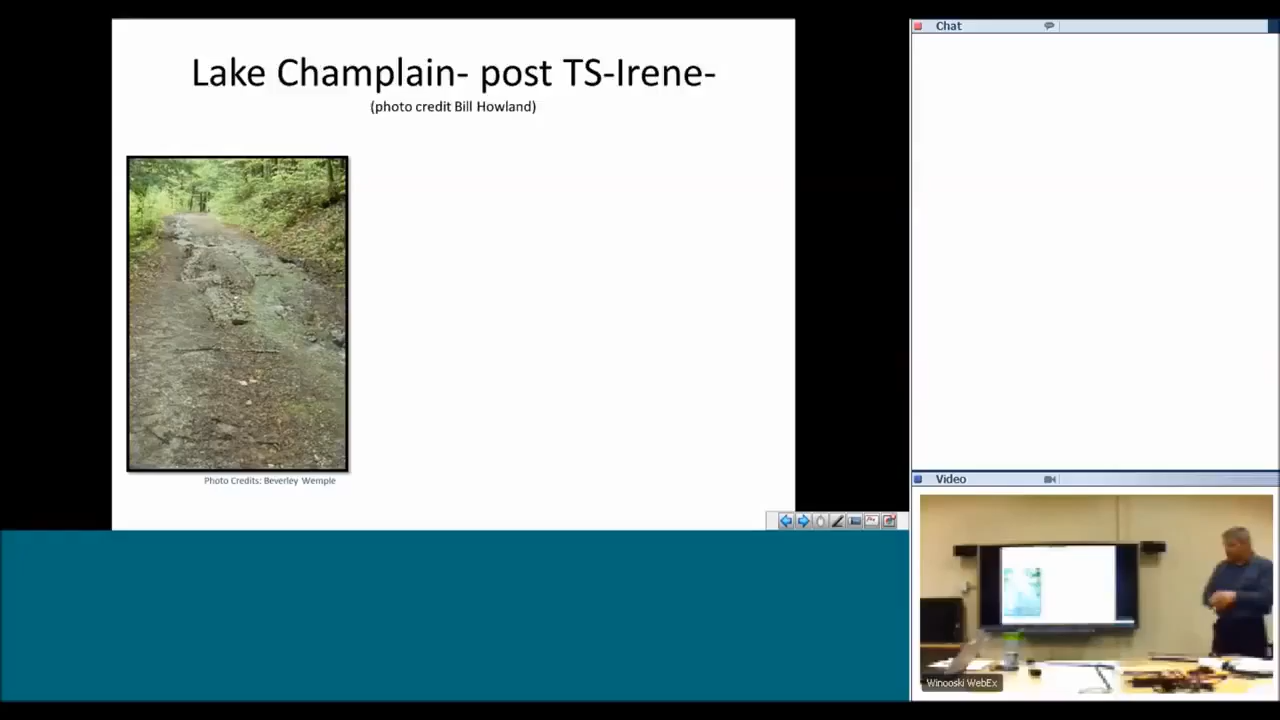 Lake Champlain- post TS-Irene-
(photo credit Bill Howland)
Photo Credits: Beverley Wemple
Chat
Video
Winooski WebEx